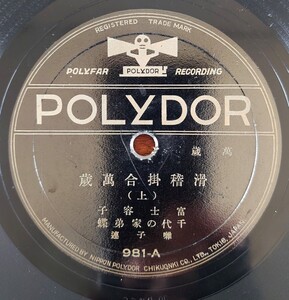 REGISTERED TRADE MARK
POLYFAR POLYDOR RECORDING
POLYDOR
歳萬
歳萬合掛稽滑
（上）
子容士富
蝶弟家の代千
連子囃
981-A
MANUFACTURED BY NIPPON POLYDOR CHIKUONKI CO., LTD., TOKIO, JAPAN